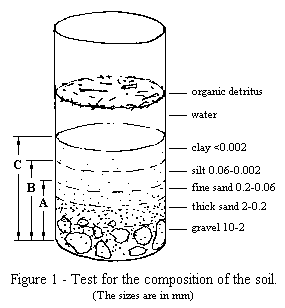 organic detritus
water
clay <0.002
silt 0.06-0.002
fine sand 0.2-0.06
thick sand 2-0.2
gravel 10-2
C
B
A
Figure 1 - Test for the composition of the soil.
(The sizes are in mm)